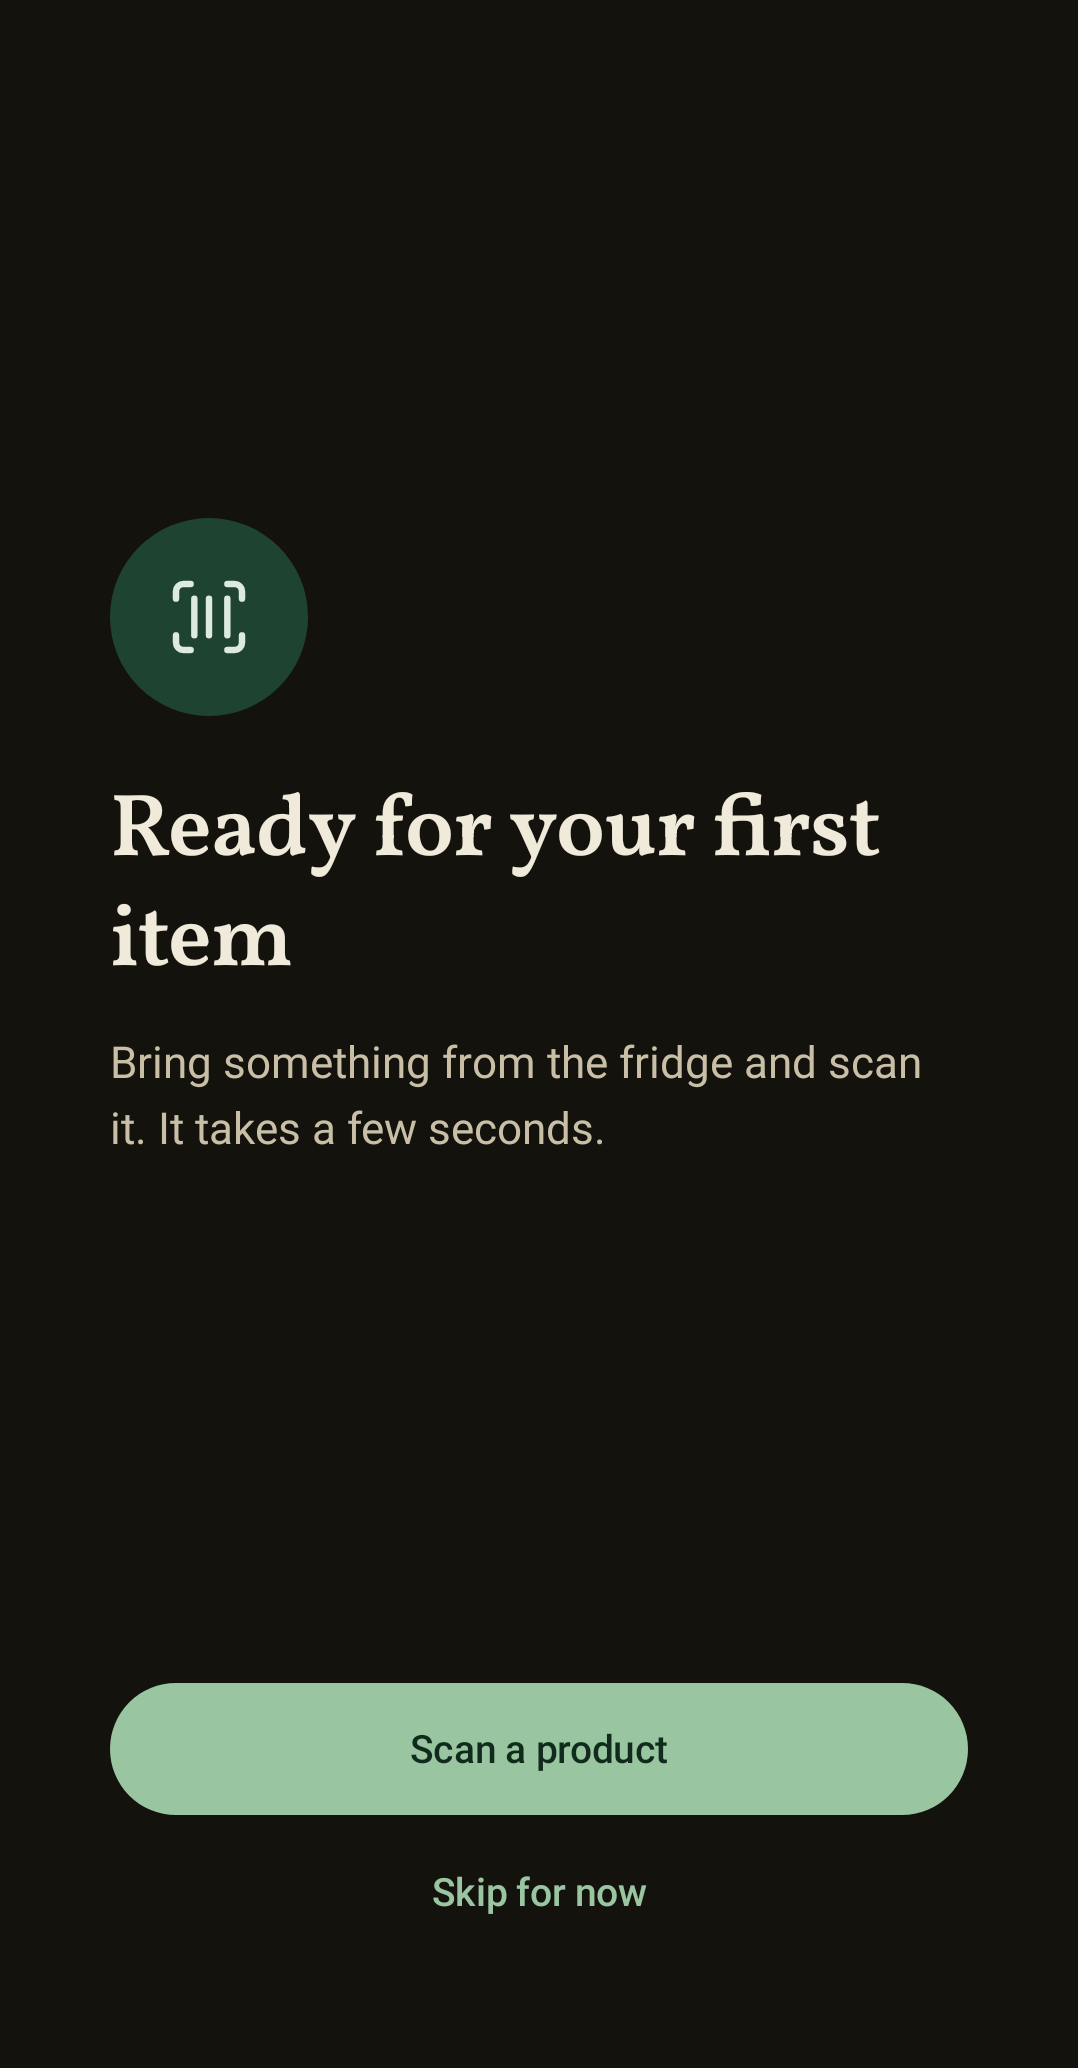 Ready for your first
item
Bring something from the fridge and scan
it. It takes a few seconds.
Scan a product
Skip for now